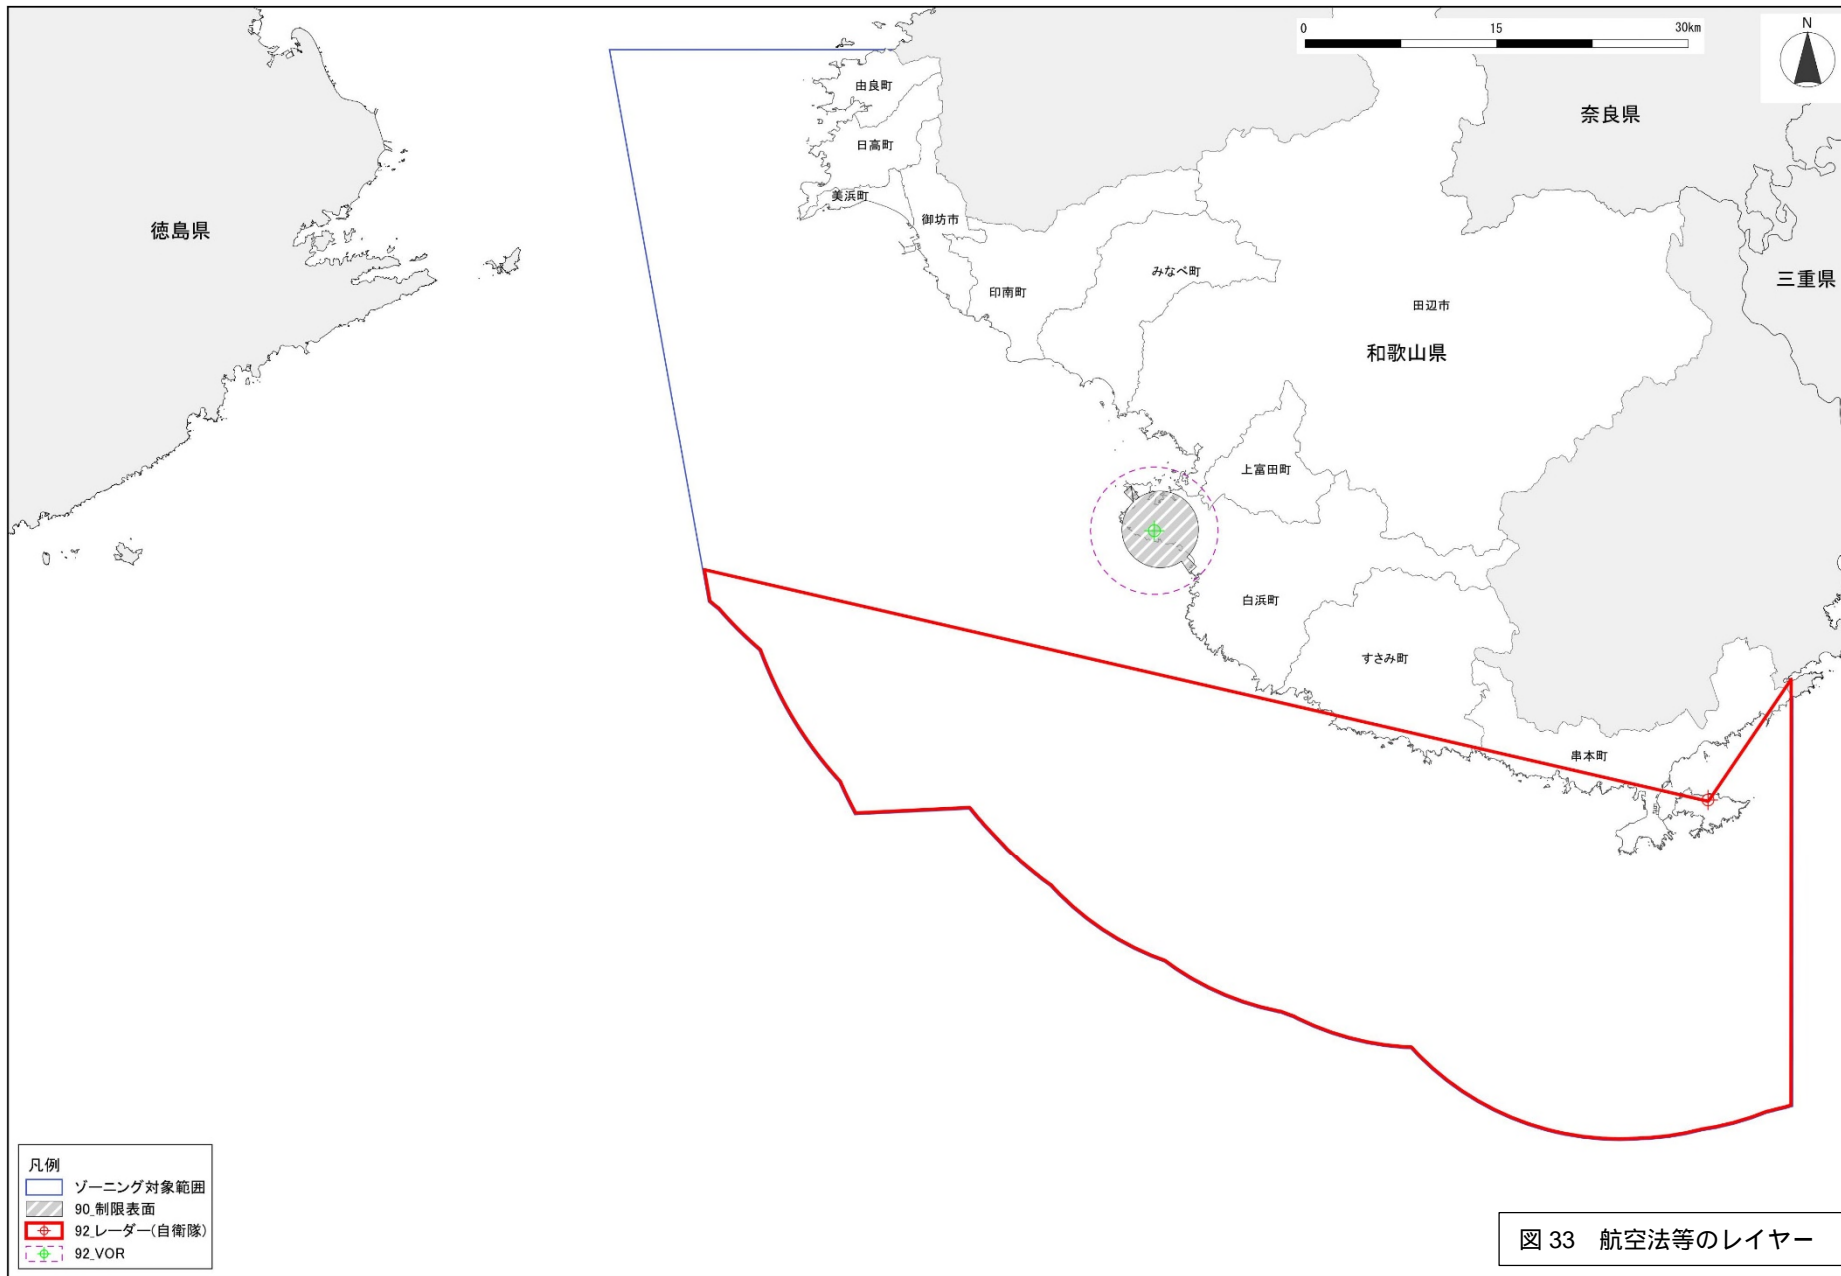 0 15 30km
N
由良町
奈良県
日高町
美浜町
御坊市
徳島県
みなべ町
三重県
印南町
田辺市
和歌山県
上富田町
白浜町
すさみ町
串本町
凡例
ゾーニング対象範囲
90_制限表面
92_レーダー(自衛隊)
92_VOR
図 33 航空法等のレイヤー